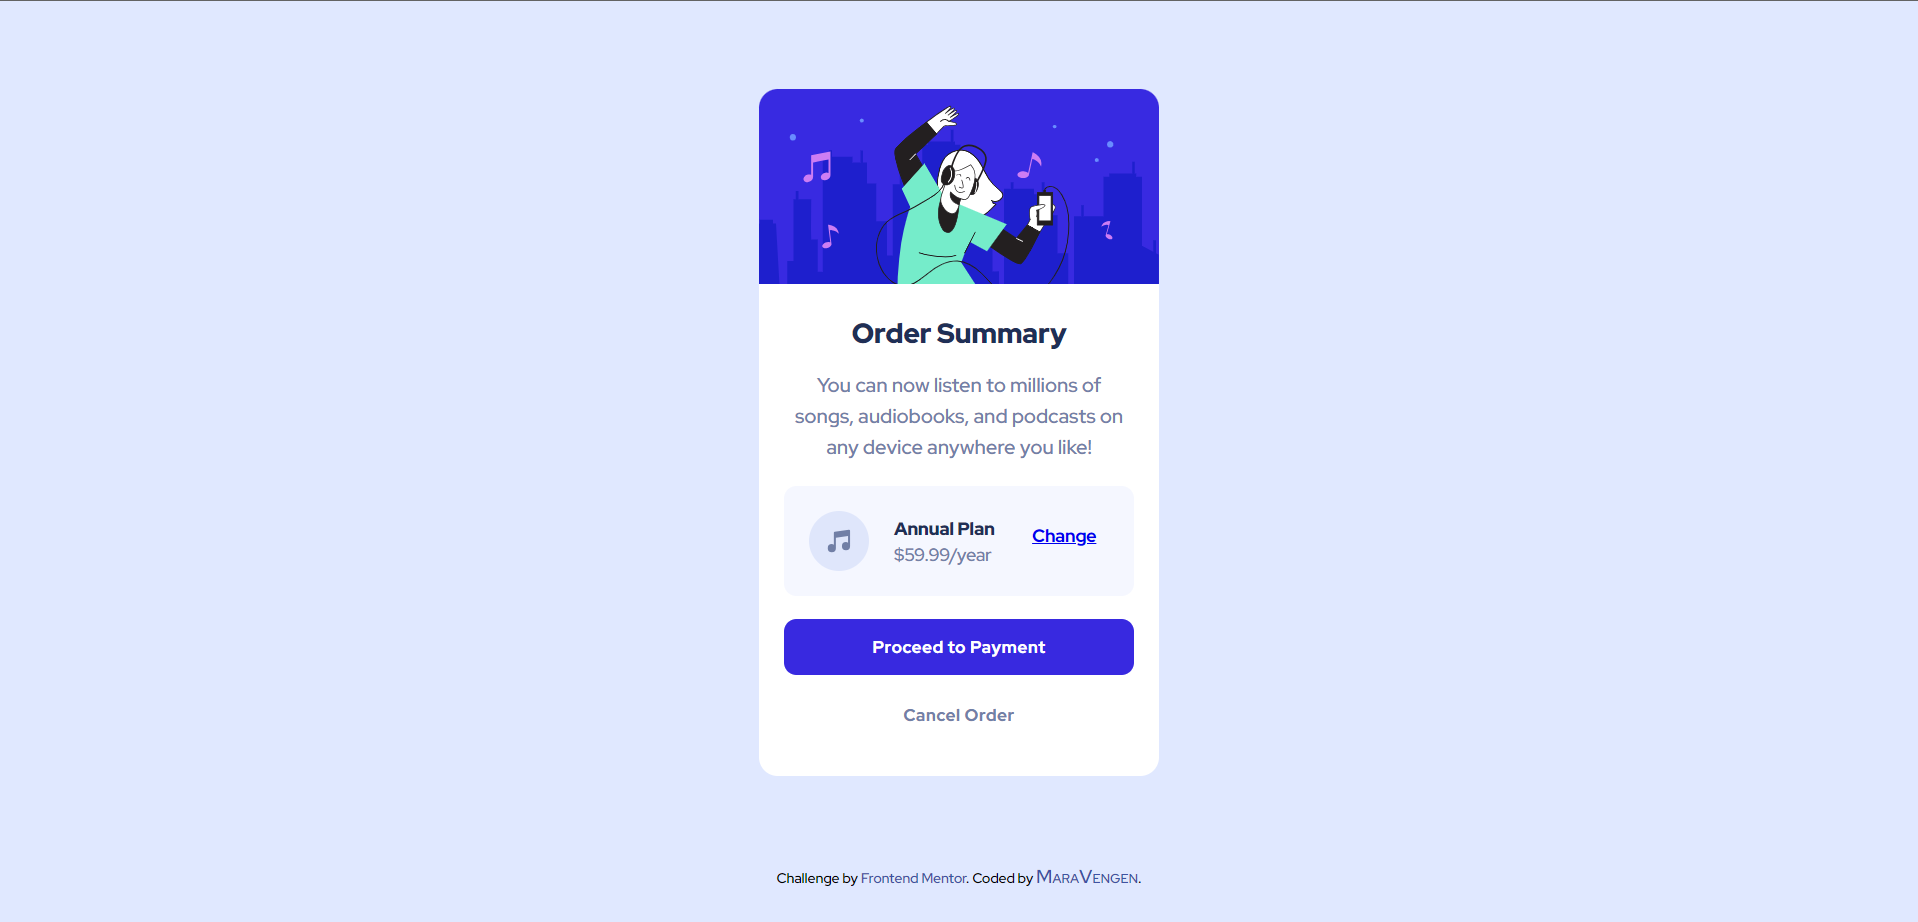 Order Summary
You can now listen to millions of
songs, audiobooks, and podcasts on
any device anywhere you like!
Annual Plan
$59.99/year
Change
Proceed to Payment
Cancel Order
Challenge by Frontend Mentor. Coded by MaraVengen.